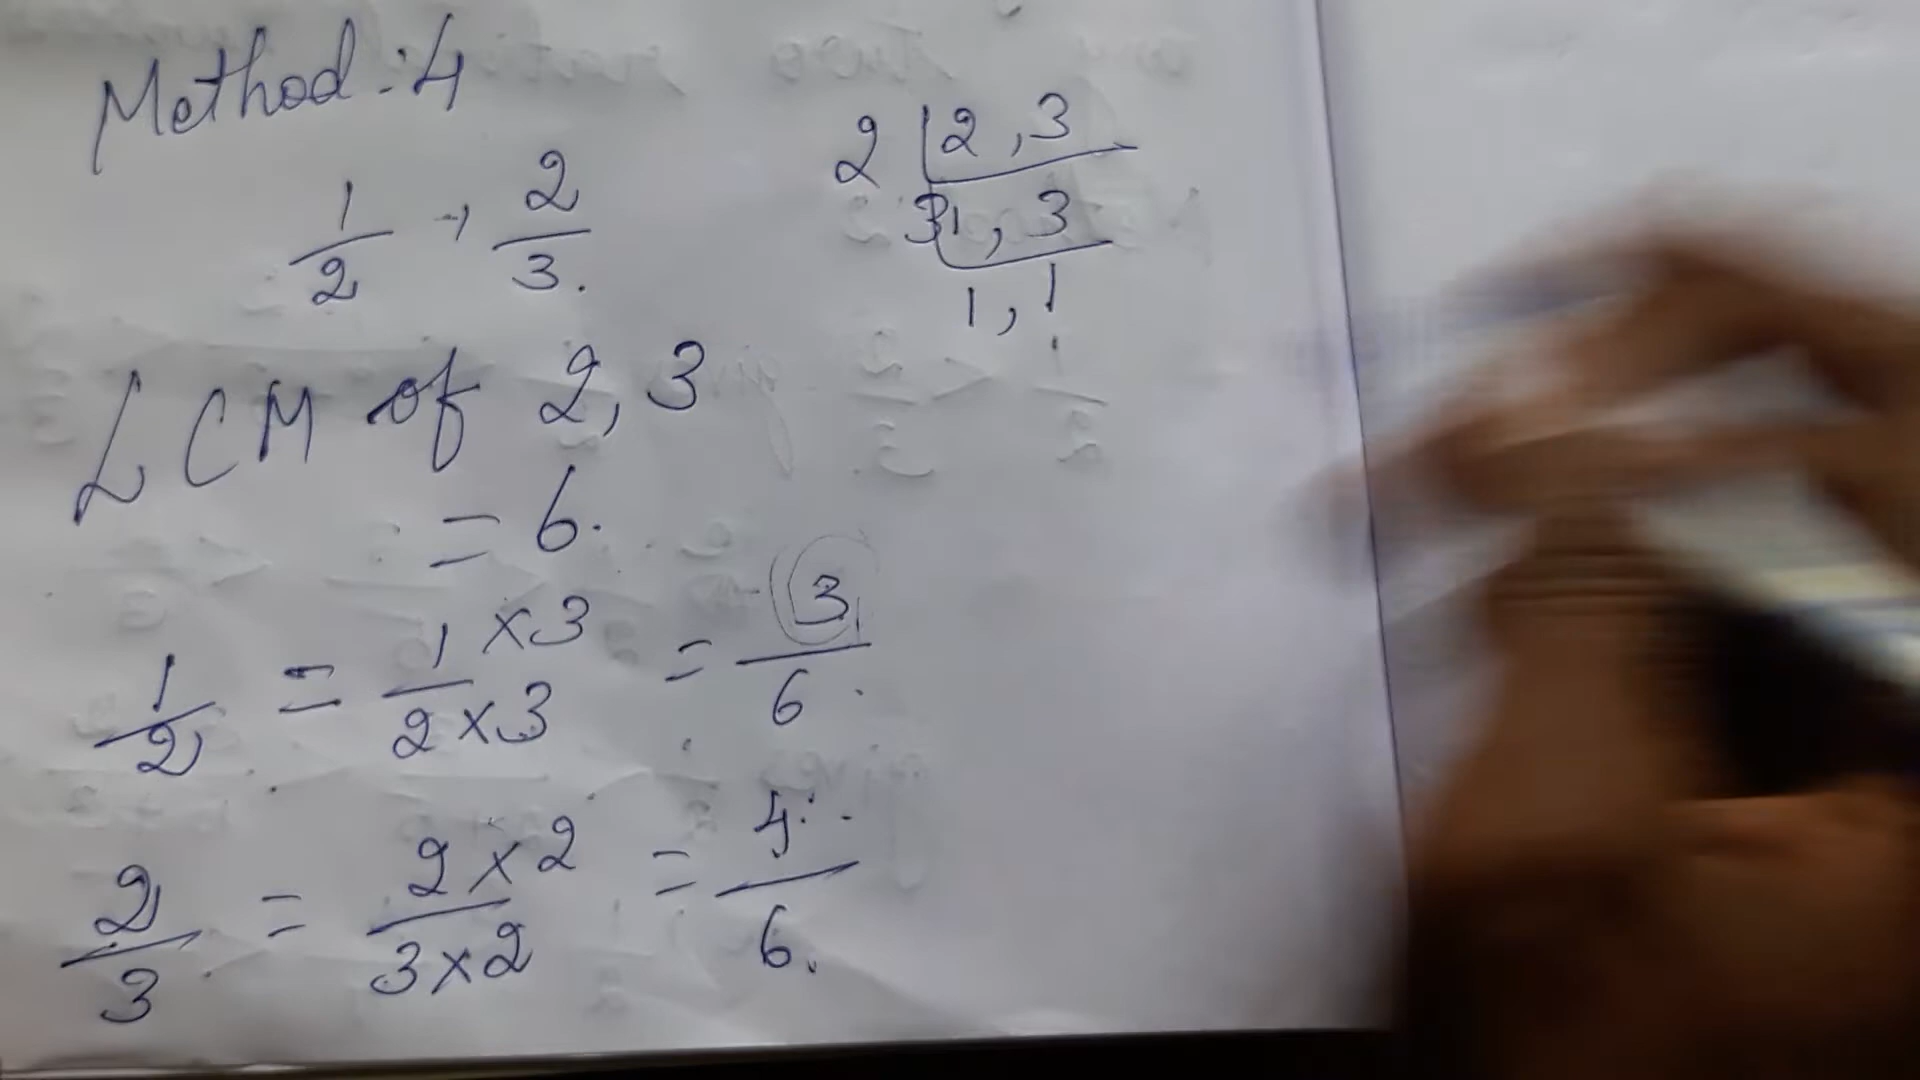 Method :4
1/2 , 2/3.
2 | 2 , 3
3 | 1 , 3
1 , 1
LCM of 2, 3
= 6.
1/2 = 1 × 3 / 2 × 3 = 3/6.
2/3 = 2 × 2 / 3 × 2 = 4/6.